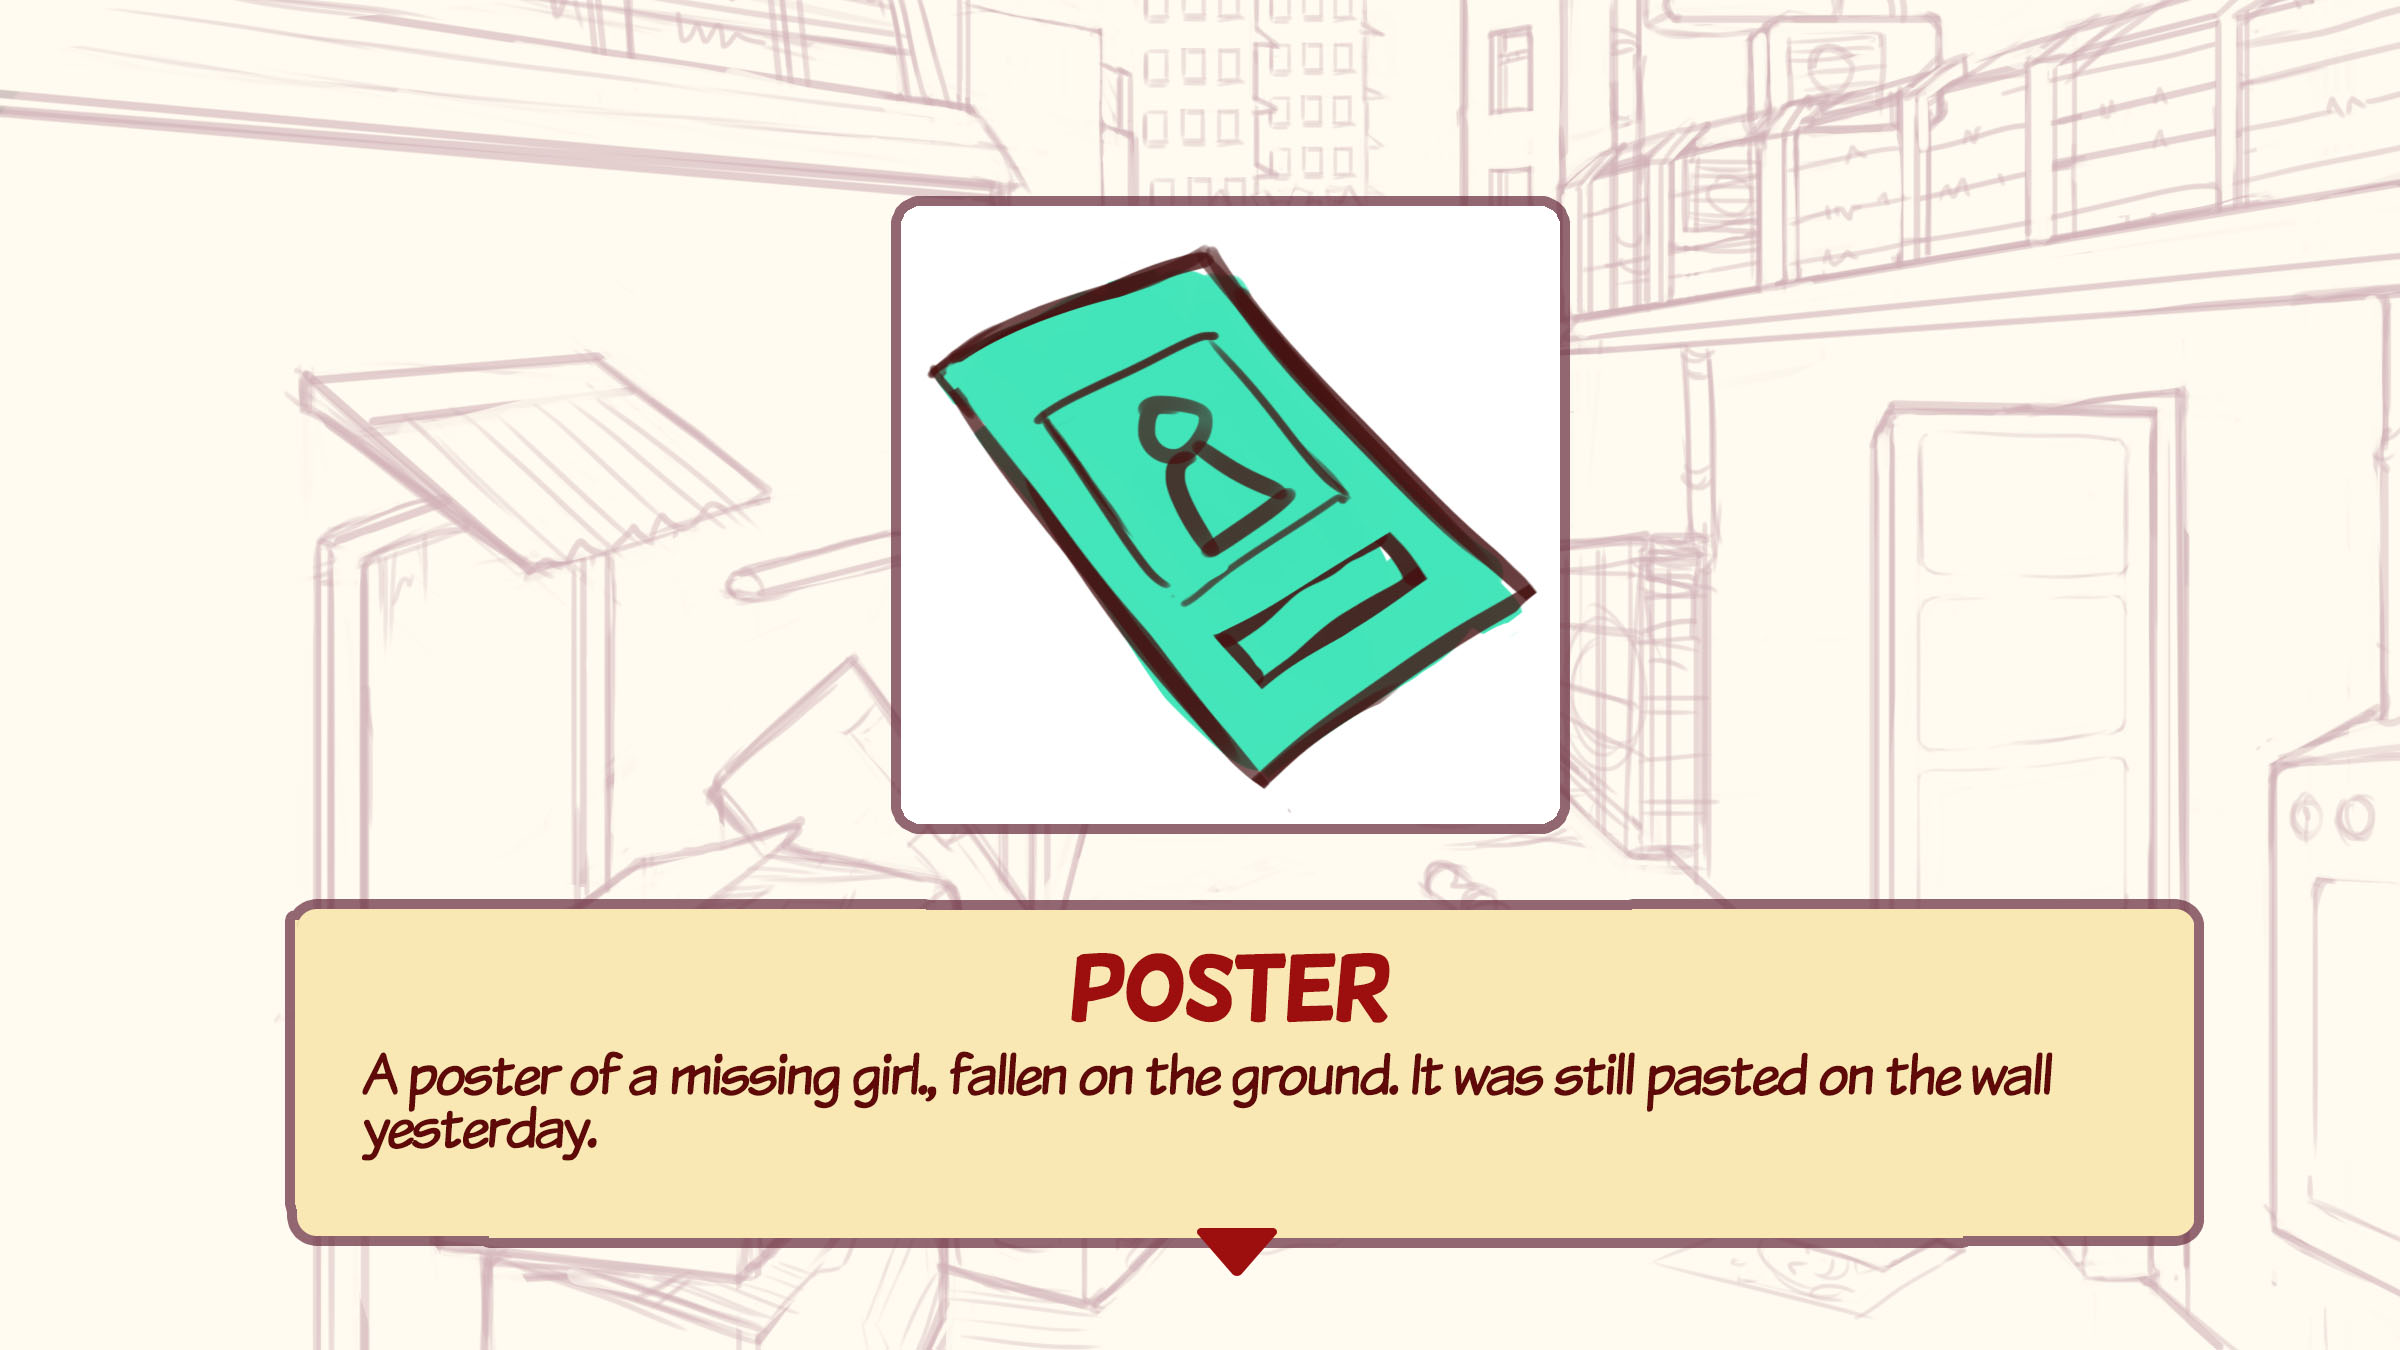 POSTER
A poster of a missing girl., fallen on the ground. It was still pasted on the wall
yesterday.